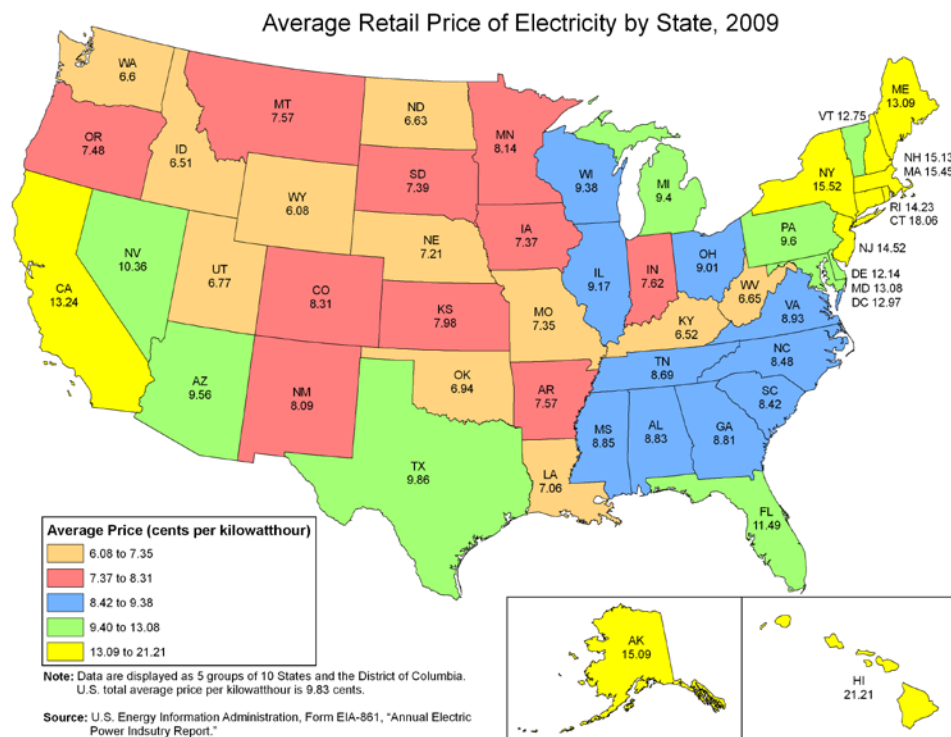 Average Retail Price of Electricity by State, 2009
WA
6.6
MT
7.57
ND
6.63
MN
8.14
ME
13.09
VT 12.75
OR
7.48
ID
6.51
SD
7.39
WI
9.38
MI
9.4
NY
15.52
NH 15.13
MA 15.45
RI 14.23
CT 18.06
WY
6.08
IA
7.37
PA
9.6
NJ 14.52
NV
10.36
NE
7.21
OH
9.01
DE 12.14
MD 13.08
DC 12.97
CA
13.24
UT
6.77
CO
8.31
IL
9.17
IN
7.62
WV
6.65
VA
8.93
KS
7.98
MO
7.35
KY
6.52
NC
8.48
TN
8.69
AZ
9.56
NM
8.09
OK
6.94
AR
7.57
SC
8.42
MS
8.85
AL
8.83
GA
8.81
TX
9.86
LA
7.06
FL
11.49
Average Price (cents per kilowatthour)
6.08 to 7.35
7.37 to 8.31
8.42 to 9.38
9.40 to 13.08
13.09 to 21.21
AK
15.09
HI
21.21
Note: Data are displayed as 5 groups of 10 States and the District of Columbia.
U.S. total average price per kilowatthour is 9.83 cents.
Source: U.S. Energy Information Administration, Form EIA-861, “Annual Electric
Power Indsutry Report.”